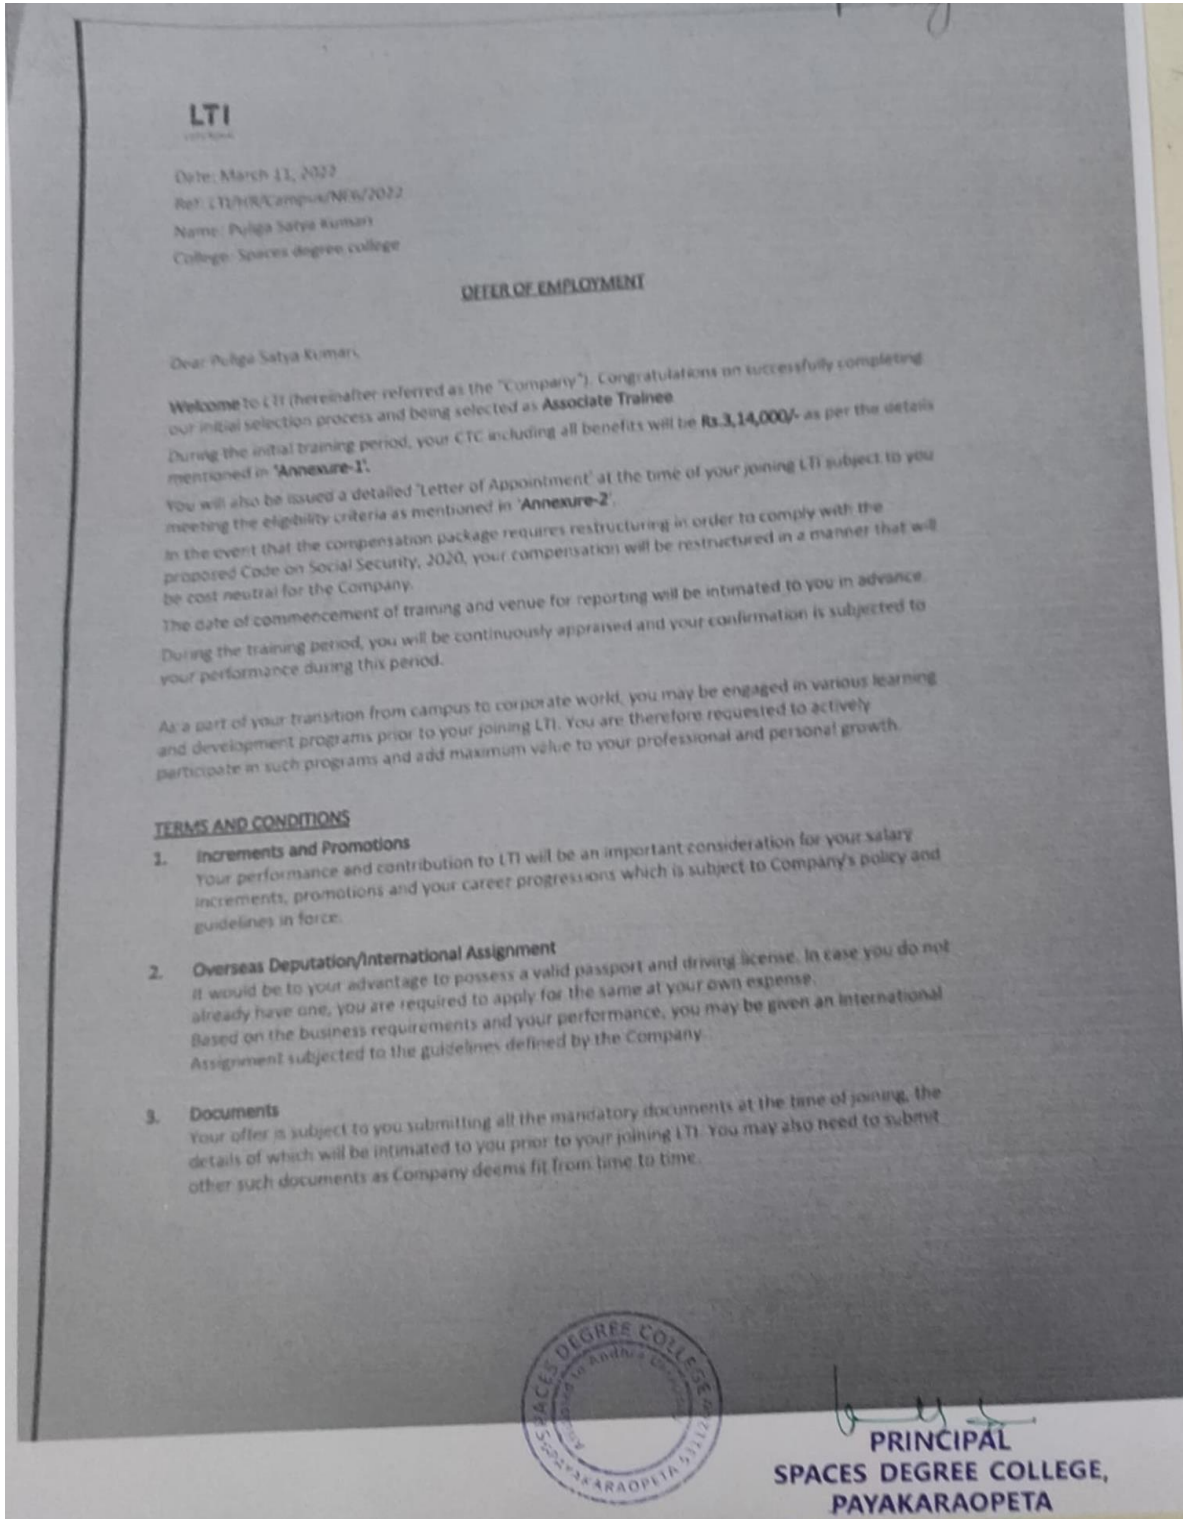 LTI
Date: March 11, 2022
Ref: LTI/HR/Campus/NF6/2022
Name: Puliga Satya Kumari
College: Spaces degree college
OFFER OF EMPLOYMENT
Dear Puliga Satya Kumari,
Welcome to LTI (hereinafter referred as the "Company"). Congratulations on successfully completing
our initial selection process and being selected as Associate Trainee
During the initial training period, your CTC including all benefits will be Rs.3,14,000/- as per the details
mentioned in 'Annexure-1'.
You will also be issued a detailed 'Letter of Appointment' at the time of your joining LTI subject to you
meeting the eligibility criteria as mentioned in 'Annexure-2'.
In the event that the compensation package requires restructuring in order to comply with the
proposed Code on Social Security, 2020, your compensation will be restructured in a manner that will
be cost neutral for the Company.
The date of commencement of training and venue for reporting will be intimated to you in advance.
During the training period, you will be continuously appraised and your confirmation is subjected to
your performance during this period.
As a part of your transition from campus to corporate world, you may be engaged in various learning
and development programs prior to your joining LTI. You are therefore requested to actively
participate in such programs and add maximum value to your professional and personal growth.
TERMS AND CONDITIONS
1. Increments and Promotions
Your performance and contribution to LTI will be an important consideration for your salary
increments, promotions and your career progressions which is subject to Company's policy and
guidelines in force.
2. Overseas Deputation/International Assignment
It would be to your advantage to possess a valid passport and driving license. In case you do not
already have one, you are required to apply for the same at your own expense.
Based on the business requirements and your performance, you may be given an International
Assignment subjected to the guidelines defined by the Company.
3. Documents
Your offer is subject to you submitting all the mandatory documents at the time of joining, the
details of which will be intimated to you prior to your joining LTI. You may also need to submit
other such documents as Company deems fit from time to time.
SPACES DEGREE COLLEGE
to Andhra
PAYAKARAOPETA
PRINCIPAL
SPACES DEGREE COLLEGE,
PAYAKARAOPETA